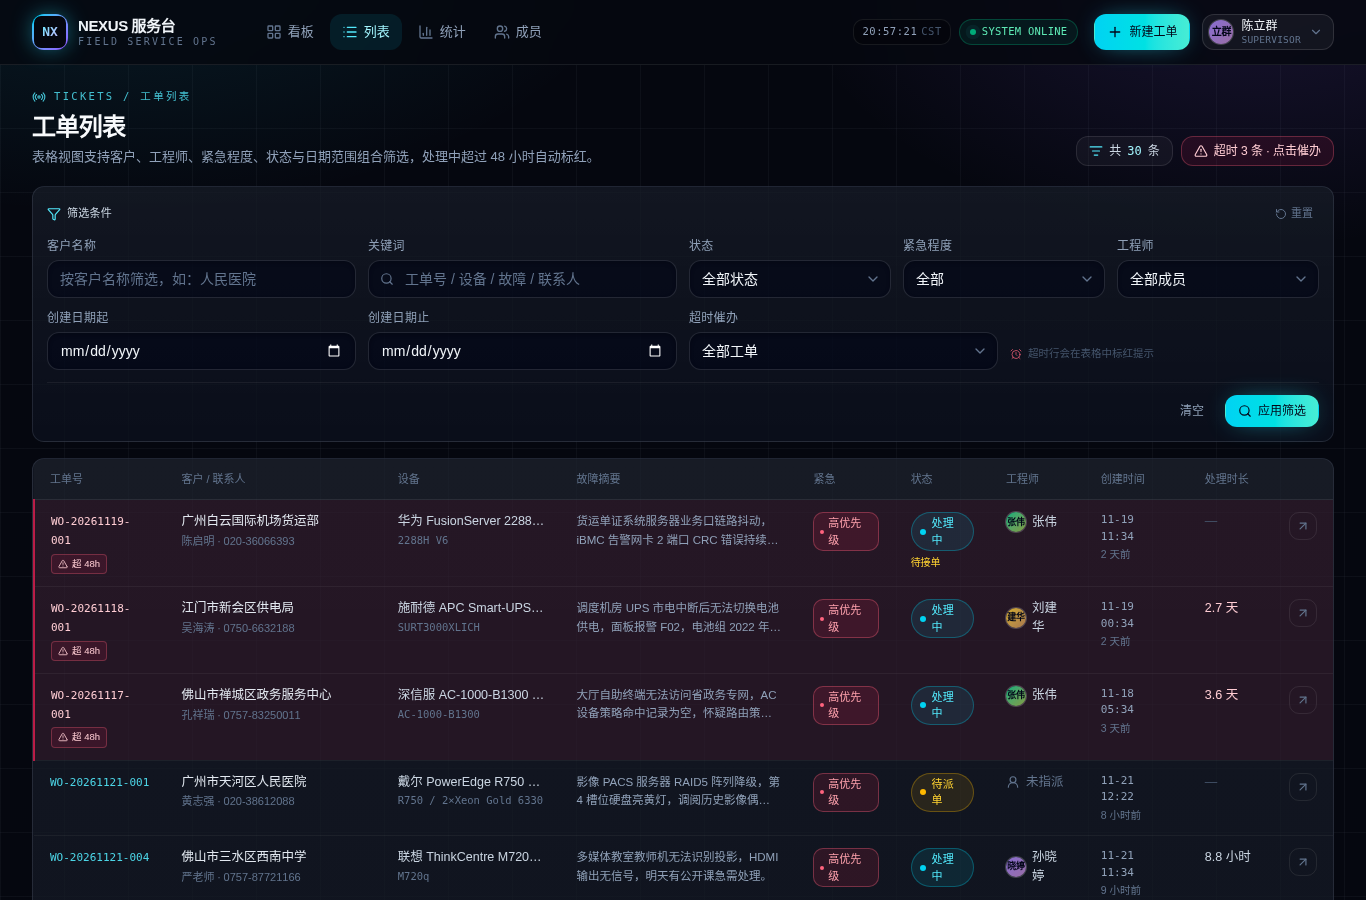 NX
NEXUS 服务台
FIELD SERVICE OPS
看板
列表
统计
成员
20:57:21 CST
SYSTEM ONLINE
新建工单
立群
陈立群
SUPERVISOR
TICKETS / 工单列表
工单列表
表格视图支持客户、工程师、紧急程度、状态与日期范围组合筛选，处理中超过 48 小时自动标红。
共 30 条
超时 3 条 · 点击催办
筛选条件
重置
客户名称
关键词
状态
紧急程度
工程师
按客户名称筛选，如：人民医院
工单号 / 设备 / 故障 / 联系人
全部状态
全部
全部成员
创建日期起
创建日期止
超时催办
mm/dd/yyyy
mm/dd/yyyy
全部工单
超时行会在表格中标红提示
清空
应用筛选
工单号
客户 / 联系人
设备
故障摘要
紧急
状态
工程师
创建时间
处理时长
WO-20261119-
001
超 48h
广州白云国际机场货运部
陈启明 · 020-36066393
华为 FusionServer 2288…
2288H V6
货运单证系统服务器业务口链路抖动，
iBMC 告警网卡 2 端口 CRC 错误持续…
高优先
级
处理
中
待接单
张伟
张伟
11-19
11:34
2 天前
—
WO-20261118-
001
超 48h
江门市新会区供电局
吴海涛 · 0750-6632188
施耐德 APC Smart-UPS…
SURT3000XLICH
调度机房 UPS 市电中断后无法切换电池
供电，面板报警 F02，电池组 2022 年…
高优先
级
处理
中
建华
刘建
华
11-19
00:34
2 天前
2.7 天
WO-20261117-
001
超 48h
佛山市禅城区政务服务中心
孔祥瑞 · 0757-83250011
深信服 AC-1000-B1300 …
AC-1000-B1300
大厅自助终端无法访问省政务专网，AC
设备策略命中记录为空，怀疑路由策…
高优先
级
处理
中
张伟
张伟
11-18
05:34
3 天前
3.6 天
WO-20261121-001
广州市天河区人民医院
黄志强 · 020-38612088
戴尔 PowerEdge R750 …
R750 / 2×Xeon Gold 6330
影像 PACS 服务器 RAID5 阵列降级，第
4 槽位硬盘亮黄灯，调阅历史影像偶…
高优先
级
待派
单
未指派
11-21
12:22
8 小时前
—
WO-20261121-004
佛山市三水区西南中学
严老师 · 0757-87721166
联想 ThinkCentre M720…
M720q
多媒体教室教师机无法识别投影，HDMI
输出无信号，明天有公开课急需处理。
高优先
级
处理
中
晓婷
孙晓
婷
11-21
11:34
9 小时前
8.8 小时